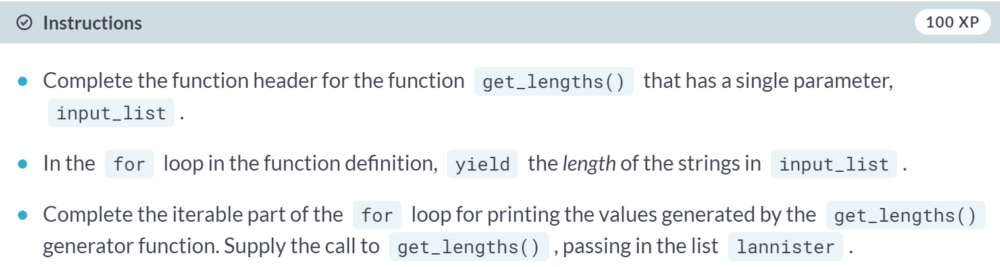 Instructions
100 XP
Complete the function header for the function get_lengths() that has a single parameter,
input_list .
In the for loop in the function definition, yield the length of the strings in input_list .
Complete the iterable part of the for loop for printing the values generated by the get_lengths()
generator function. Supply the call to get_lengths() , passing in the list lannister .